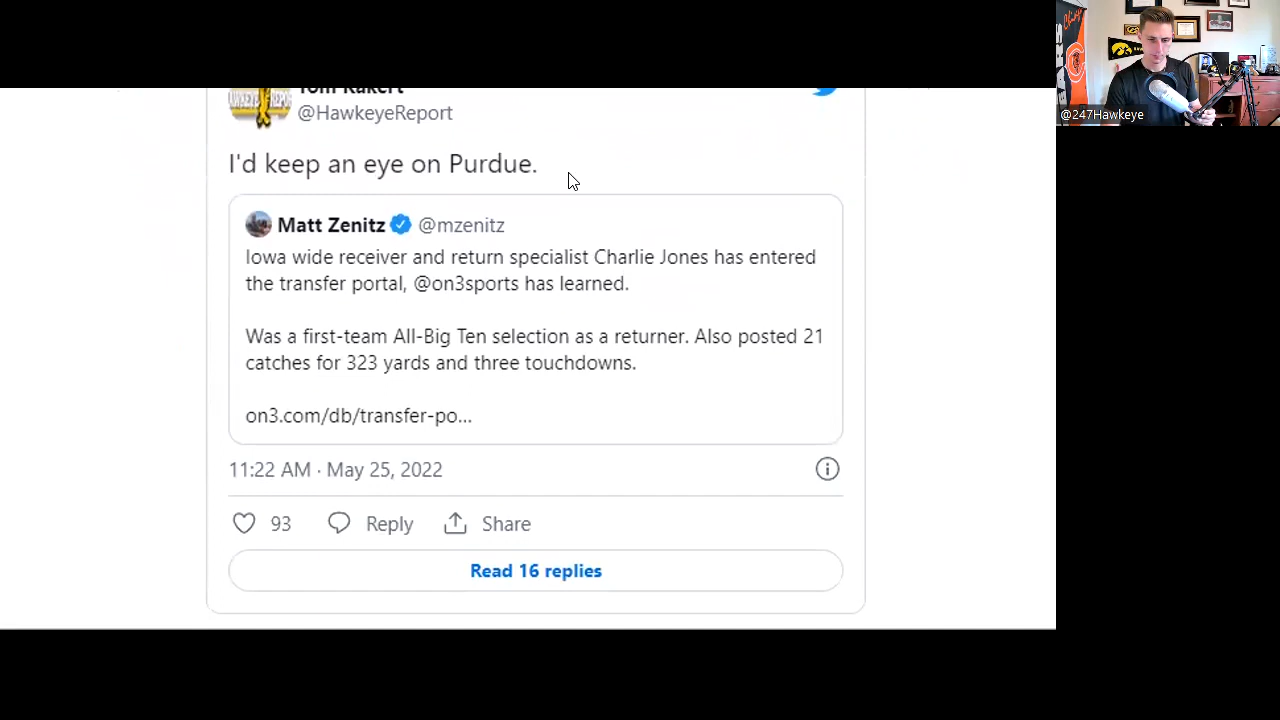 Tom Kakert
@HawkeyeReport
@247Hawkeye
I'd keep an eye on Purdue.
Matt Zenitz @mzenitz
Iowa wide receiver and return specialist Charlie Jones has entered
the transfer portal, @on3sports has learned.
Was a first-team All-Big Ten selection as a returner. Also posted 21
catches for 323 yards and three touchdowns.
on3.com/db/transfer-po...
11:22 AM · May 25, 2022
93 Reply Share
Read 16 replies